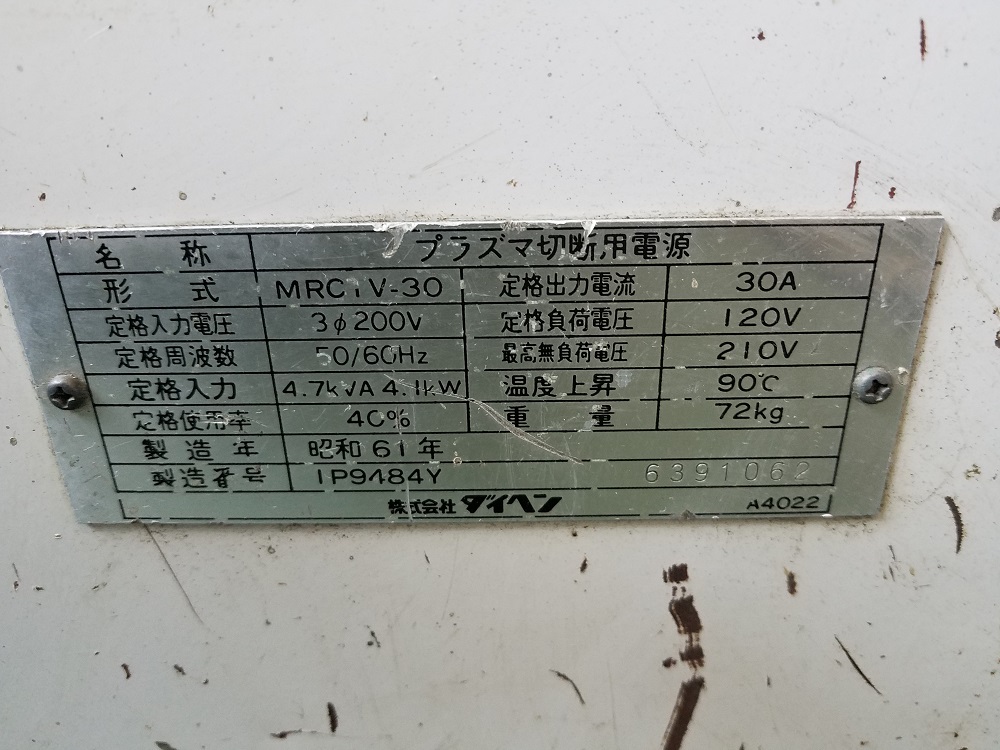 名称 プラズマ切断用電源
形式 MRCIV-30 定格出力電流 30A
定格入力電圧 3φ200V 定格負荷電圧 120V
定格周波数 50/60Hz 最高無負荷電圧 210V
定格入力 4.7kVA 4.1kW 温度上昇 90℃
定格使用率 40% 重量 72kg
製造年 昭和61年
製造番号 1P9484Y 6391062
株式会社ダイヘン A4022